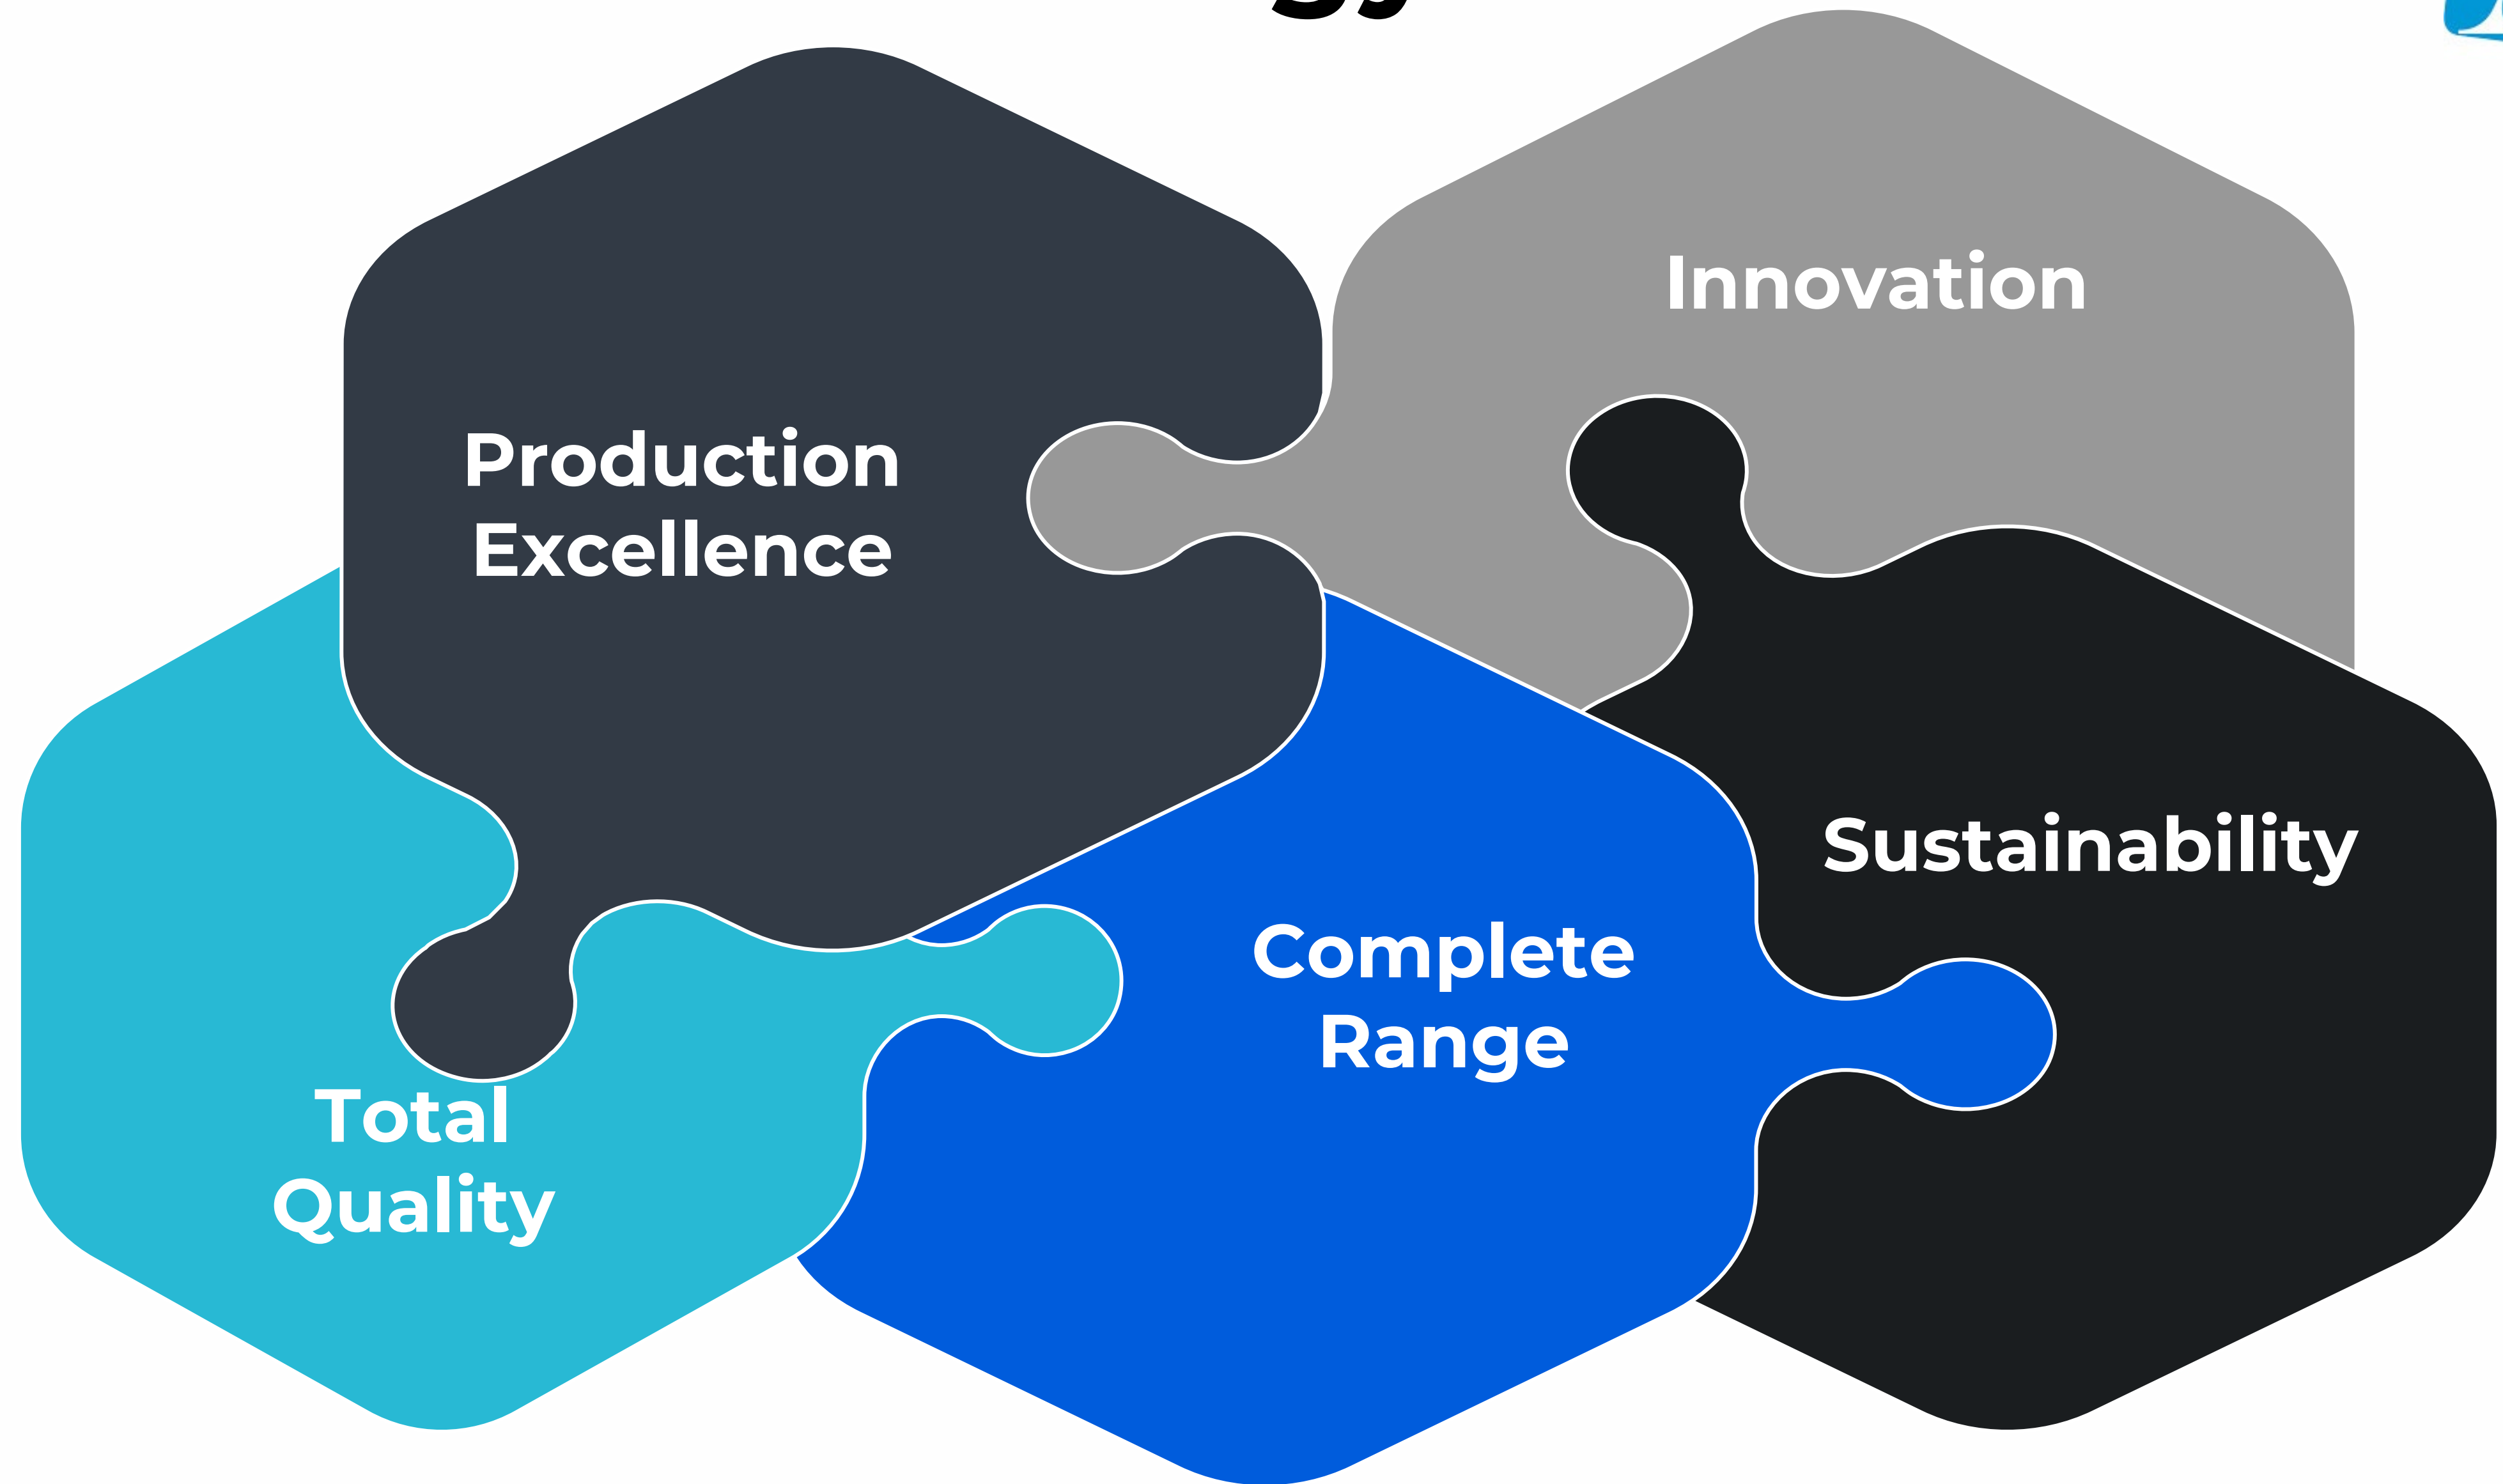 Innovation
Production
Excellence
Sustainability
Complete
Range
Total
Quality